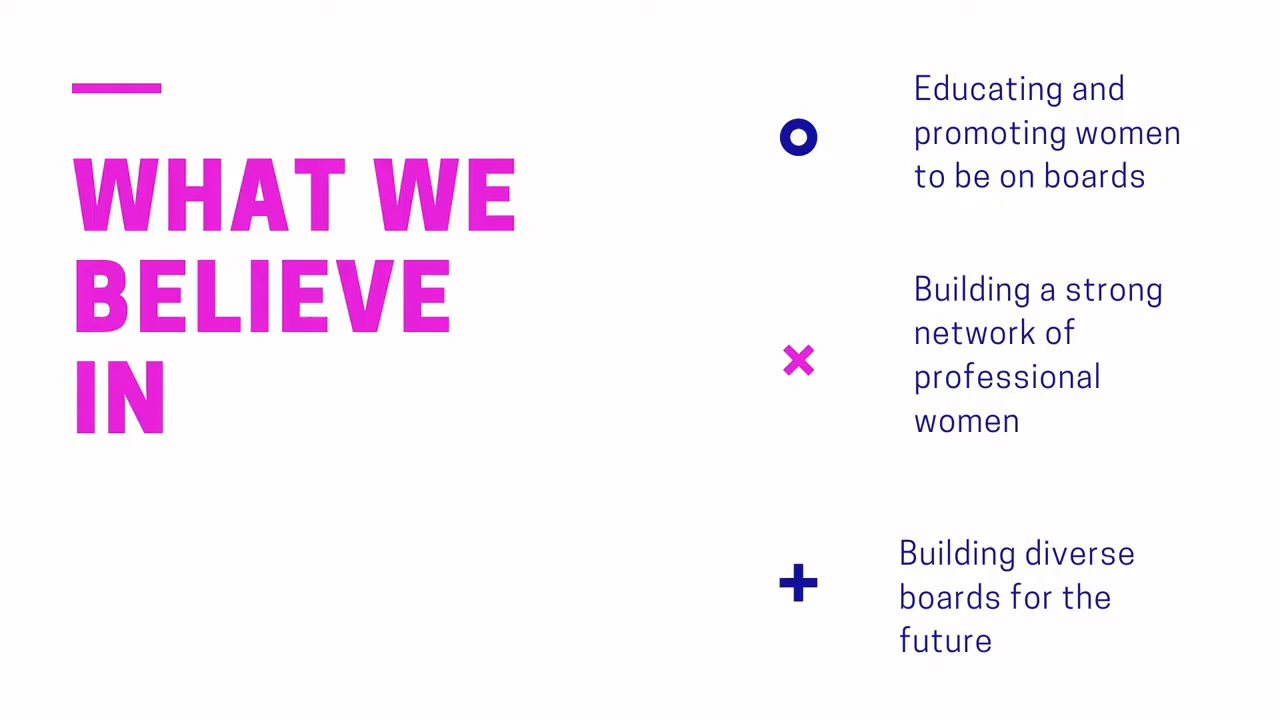 WHAT WE
BELIEVE
IN
Educating and
promoting women
to be on boards
Building a strong
network of
professional
women
Building diverse
boards for the
future